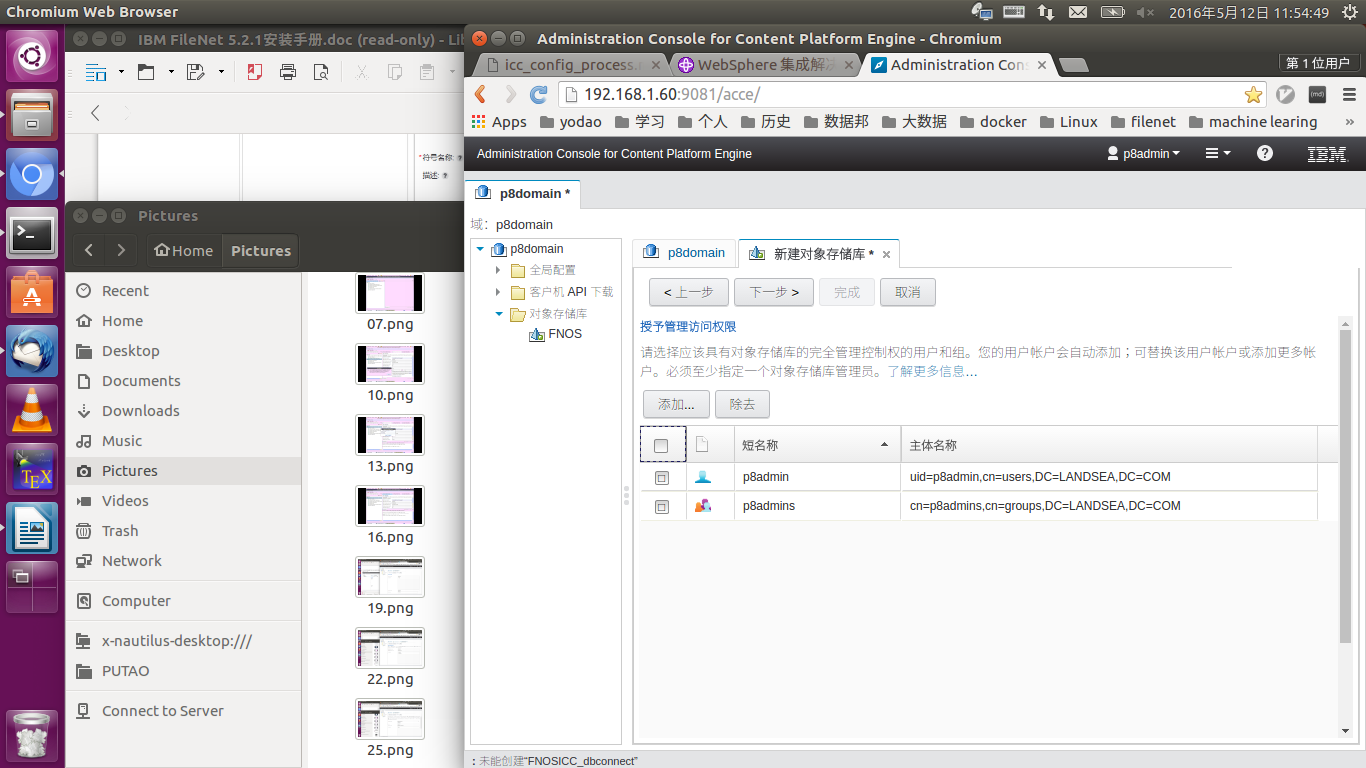 Chromium Web Browser
2016年5月12日 11:54:49
IBM FileNet 5.2.1安装手册.doc (read-only) - Lib
*符号名称:
描述:
Pictures
Home
Pictures
Recent
Home
Desktop
Documents
Downloads
Music
Pictures
Videos
Trash
Network
Computer
x-nautilus-desktop:///
PUTAO
Connect to Server
07.png
10.png
13.png
16.png
19.png
22.png
25.png
Administration Console for Content Platform Engine - Chromium
icc_config_process.
WebSphere 集成解决
Administration Con
第 1 位用户
192.168.1.60:9081/acce/
Apps
yodao
学习
个人
历史
数据邦
大数据
docker
Linux
filenet
machine learing
»
Administration Console for Content Platform Engine
p8admin
IBM
p8domain *
域: p8domain
p8domain
全局配置
客户机 API 下载
对象存储库
FNOS
p8domain
新建对象存储库 *
< 上一步
下一步 >
完成
取消
授予管理访问权限
请选择应该具有对象存储库的完全管理控制权的用户和组。您的用户帐户会自动添加；可替换该用户帐户或添加更多帐
户。必须至少指定一个对象存储库管理员。了解更多信息...
添加...
除去
短名称
主体名称
p8admin
uid=p8admin,cn=users,DC=LANDSEA,DC=COM
p8admins
cn=p8admins,cn=groups,DC=LANDSEA,DC=COM
: 未能创建“FNOSICC_dbconnect”